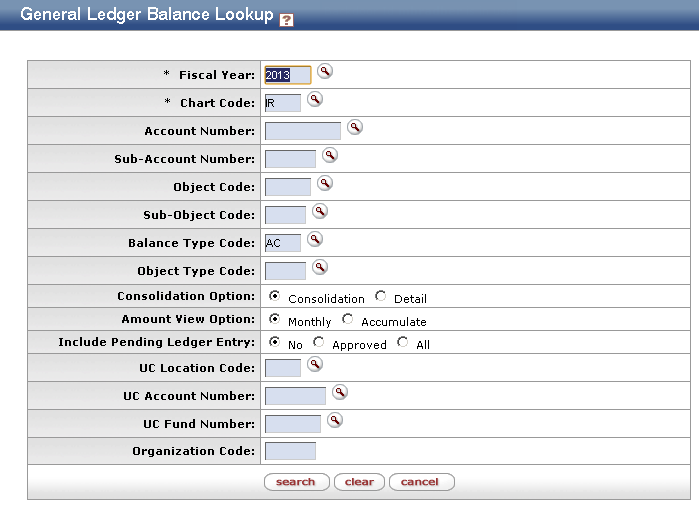 General Ledger Balance Lookup ?
* Fiscal Year: 2013
* Chart Code: IR
Account Number:
Sub-Account Number:
Object Code:
Sub-Object Code:
Balance Type Code: AC
Object Type Code:
Consolidation Option: Consolidation Detail
Amount View Option: Monthly Accumulate
Include Pending Ledger Entry: No Approved All
UC Location Code:
UC Account Number:
UC Fund Number:
Organization Code:
search clear cancel